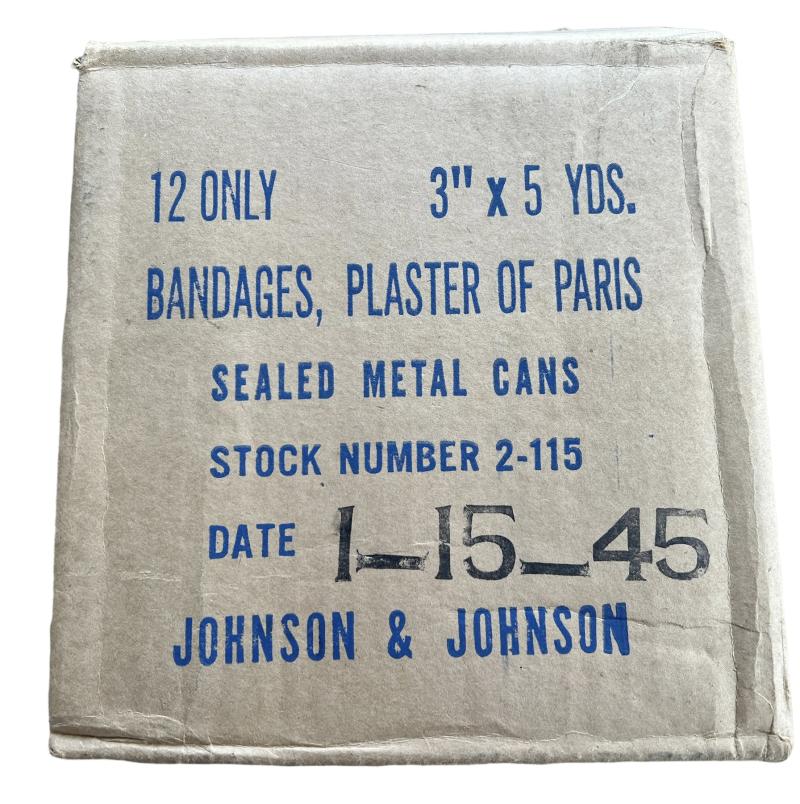 12 ONLY 3" x 5 YDS.
BANDAGES, PLASTER OF PARIS
SEALED METAL CANS
STOCK NUMBER 2-115
DATE 1-15-45
JOHNSON & JOHNSON